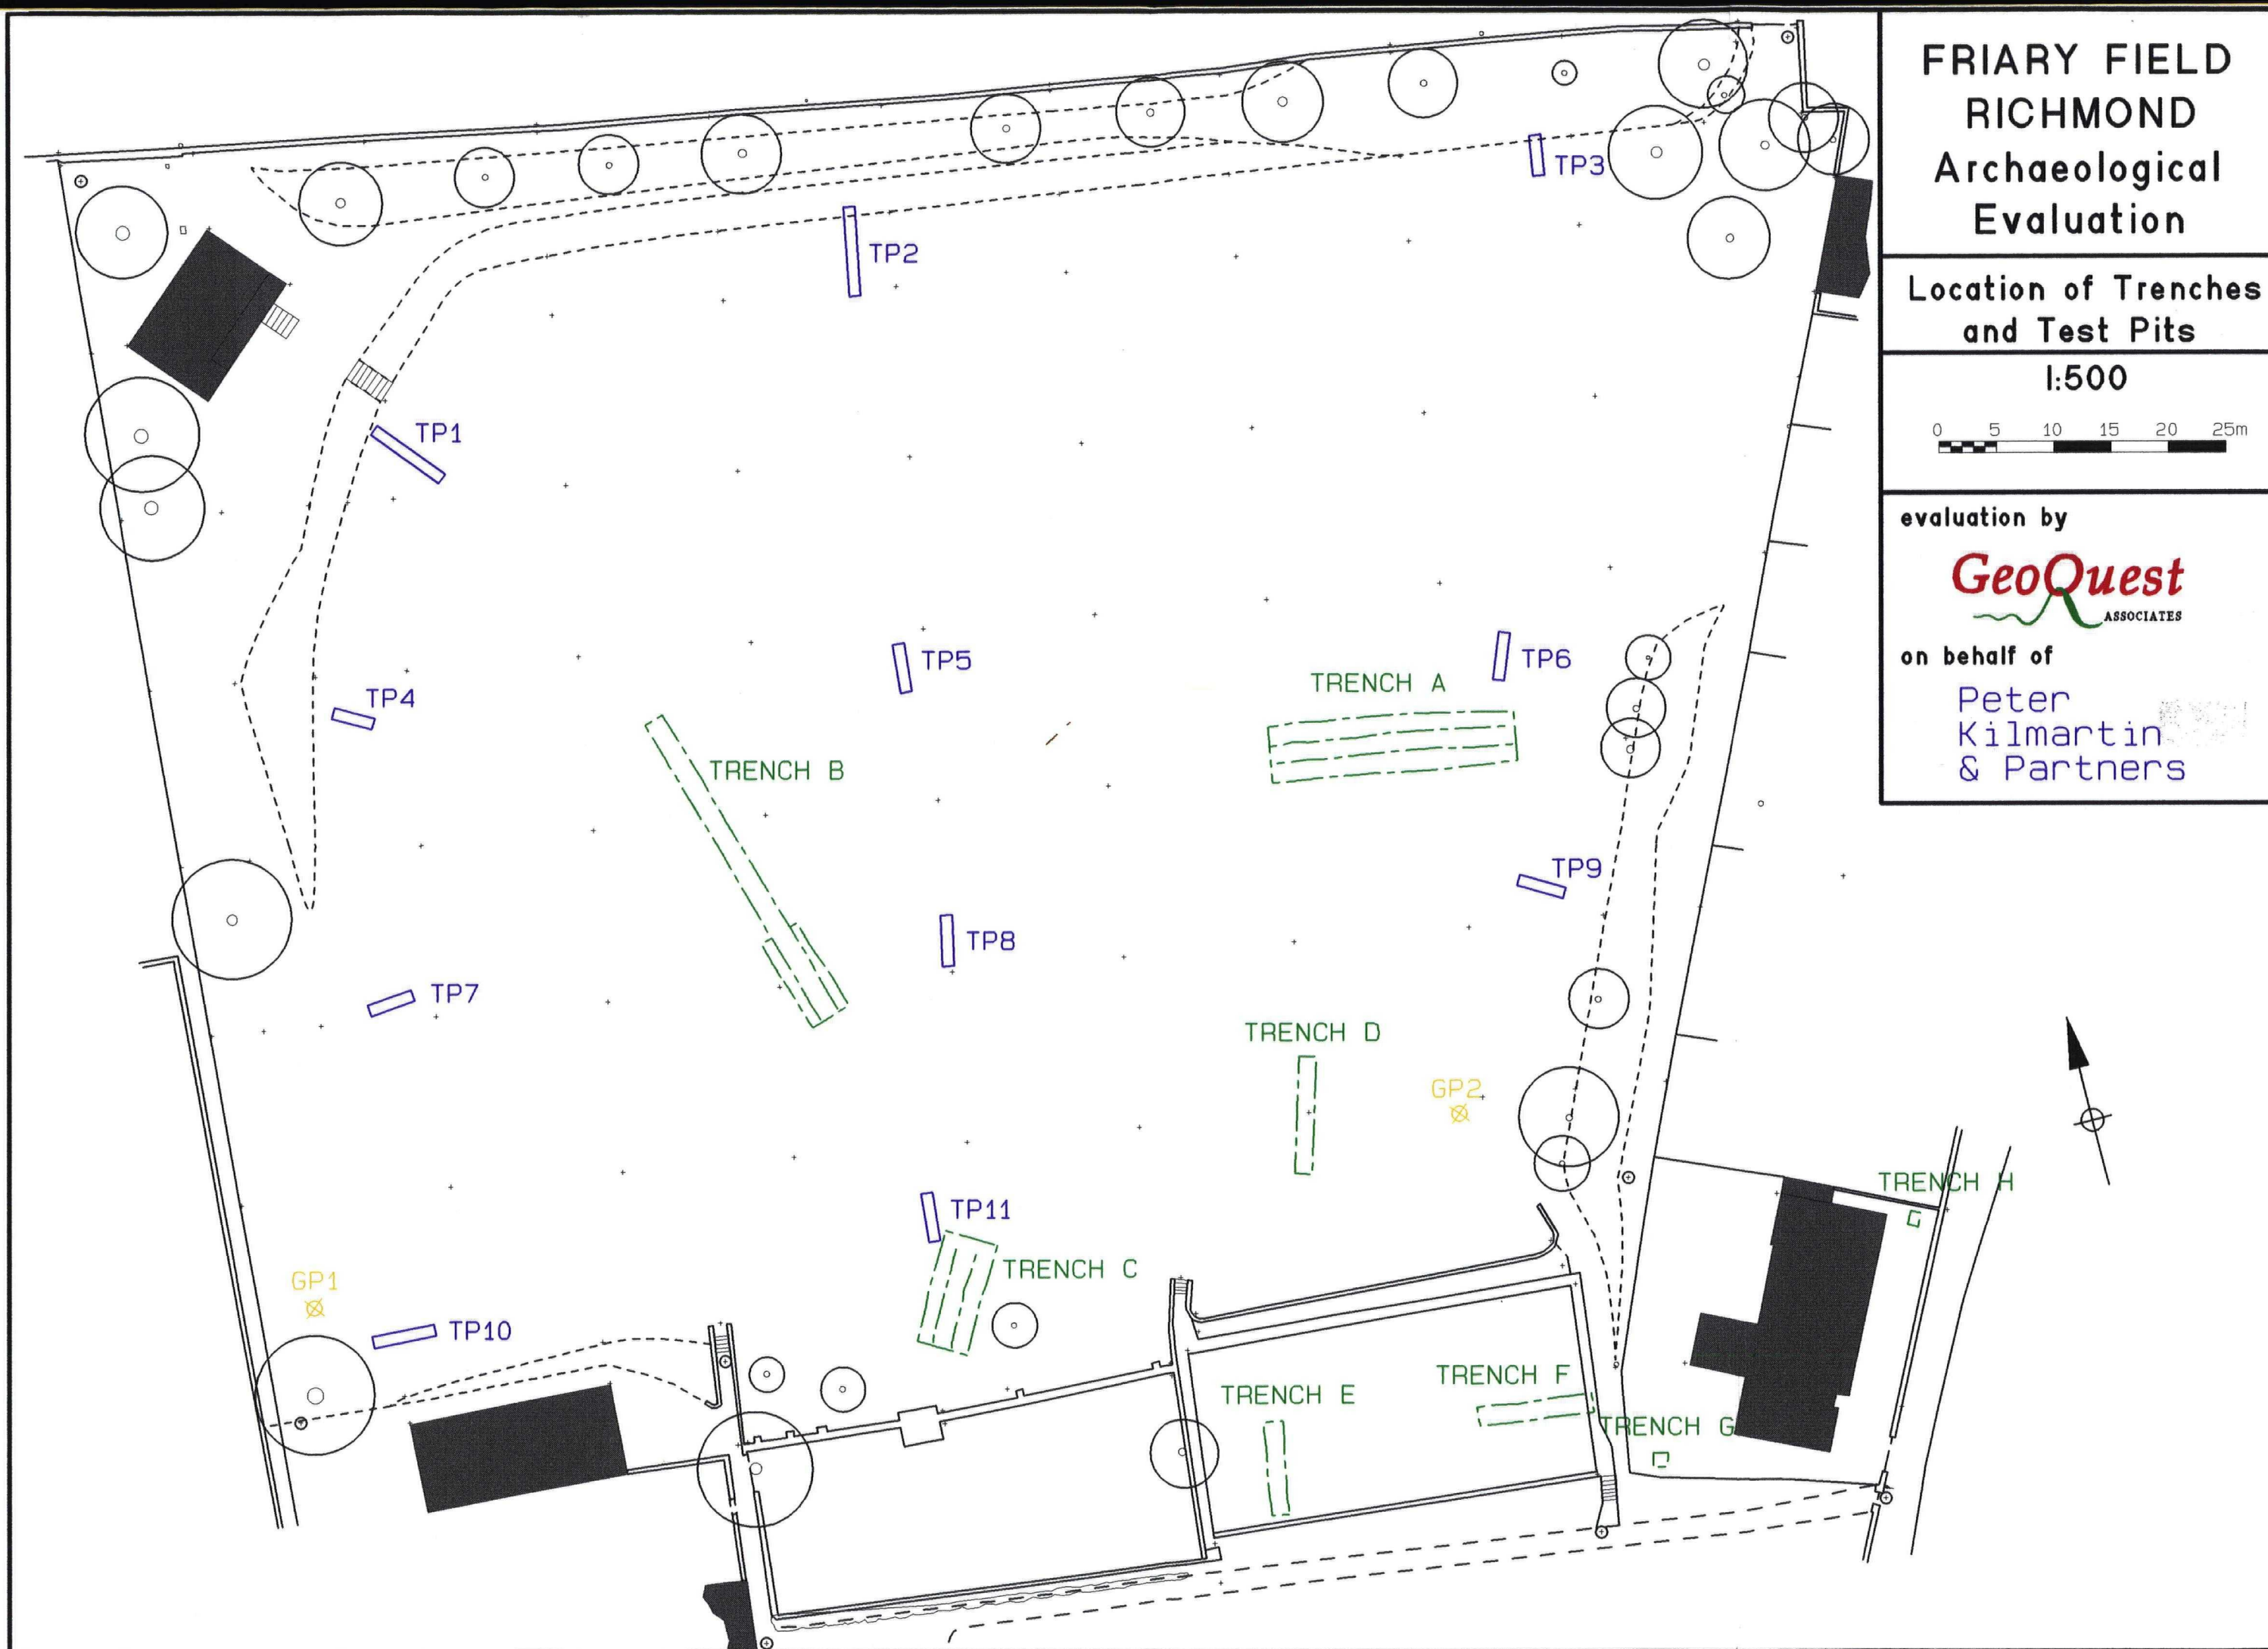 FRIARY FIELD
RICHMOND
Archaeological
Evaluation
Location of Trenches
and Test Pits
1:500
0 5 10 15 20 25m
evaluation by
GeoQuest
ASSOCIATES
on behalf of
Peter
Kilmartin
& Partners
TP3
TP2
TP1
TP5
TP6
TRENCH A
TP4
TRENCH B
TP9
TP8
TP7
TRENCH D
GP2
TRENCH H
TP11
TRENCH C
GP1
TP10
TRENCH F
TRENCH E
TRENCH G